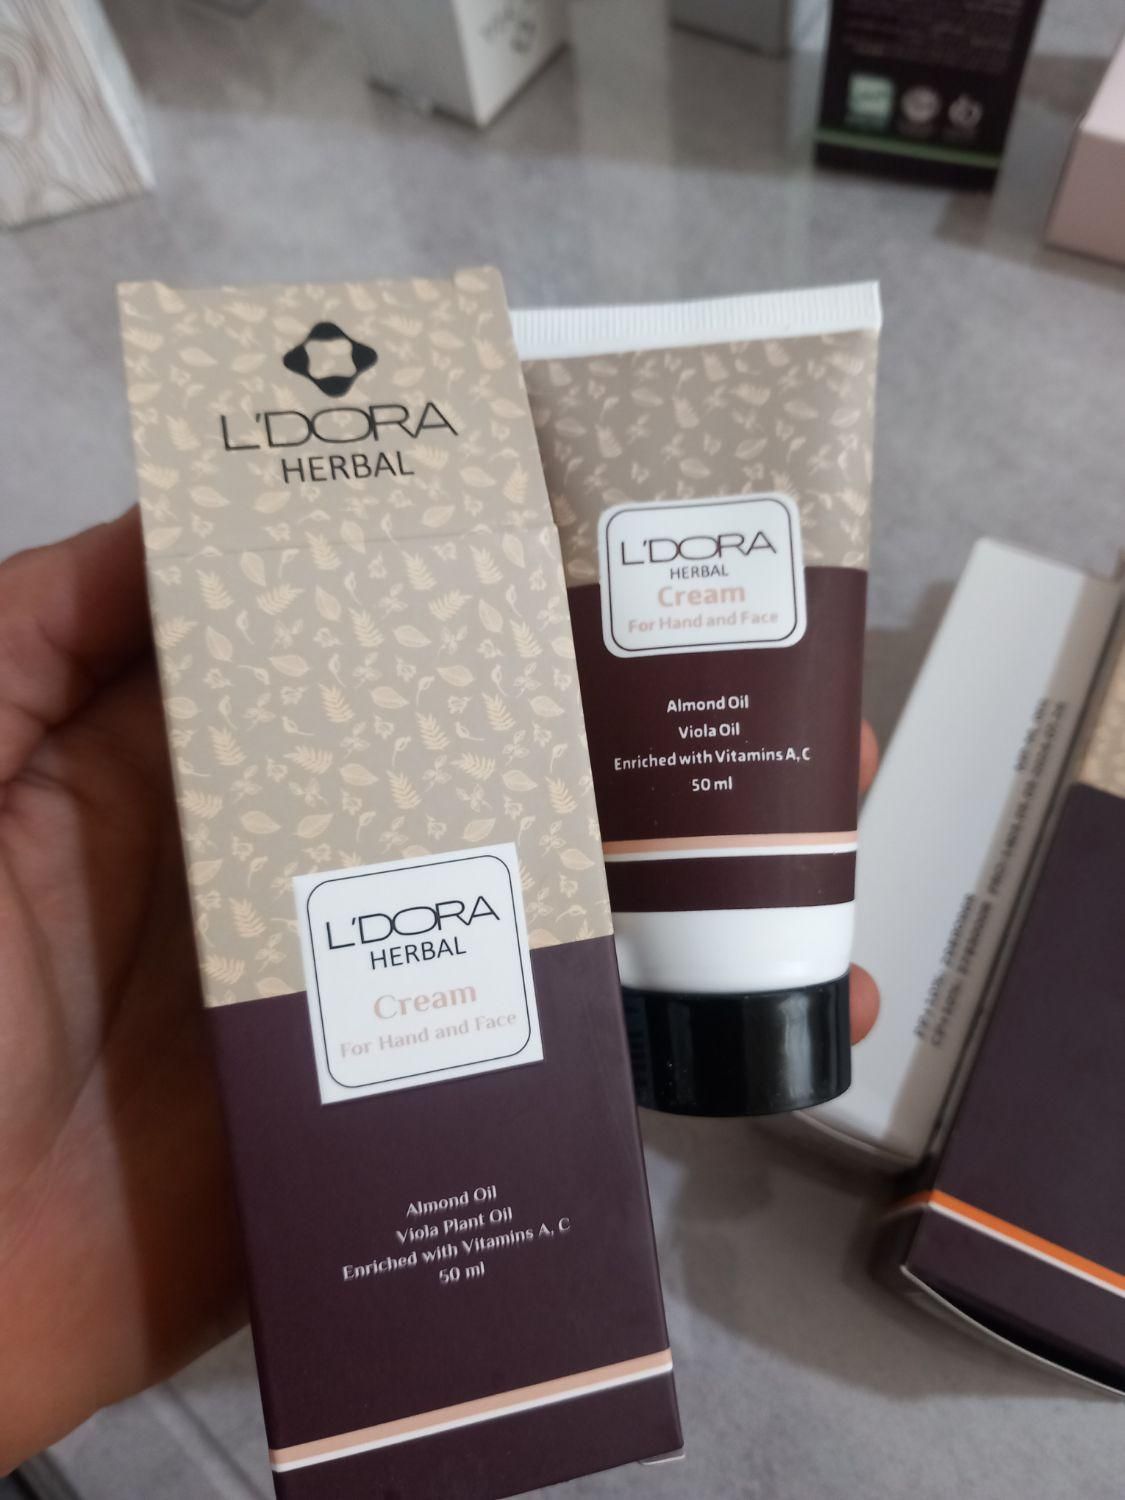 L'DORA
HERBAL
L'DORA
HERBAL
Cream
For Hand and Face
Almond Oil
Viola Plant Oil
Enriched with Vitamins A, C
50 ml
L'DORA
HERBAL
Cream
For Hand and Face
Almond Oil
Viola Oil
Enriched with Vitamins A,C
50 ml